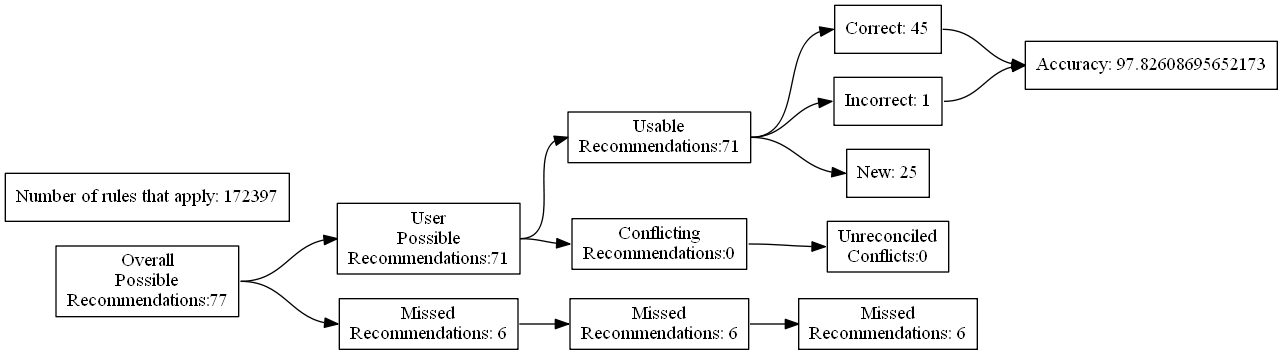 Number of rules that apply: 172397
Overall
Possible
Recommendations:77
User
Possible
Recommendations:71
Missed
Recommendations: 6
Usable
Recommendations:71
Conflicting
Recommendations:0
Missed
Recommendations: 6
Correct: 45
Incorrect: 1
New: 25
Unreconciled
Conflicts:0
Missed
Recommendations: 6
Accuracy: 97.82608695652173